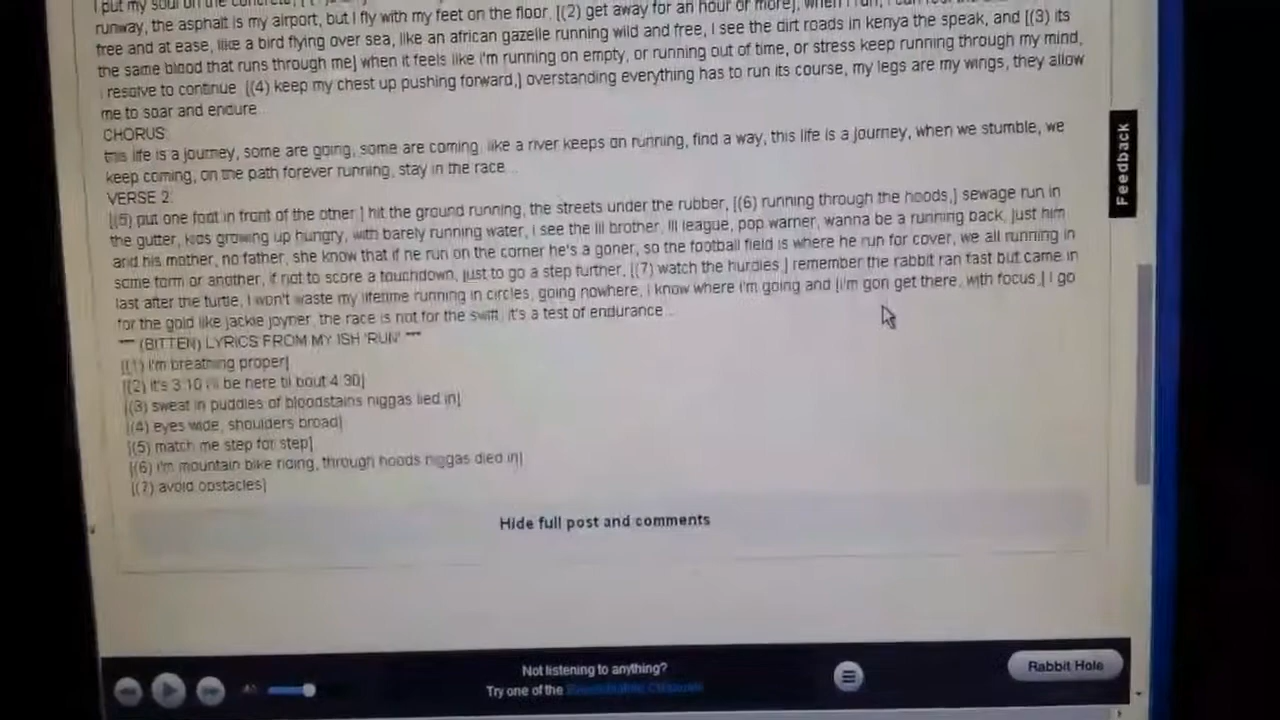 I put my soul on the concrete,
runway, the asphalt is my airport, but I fly with my feet on the floor, [(2) get away for an hour or more], when I run, I can
free and at ease, like a bird flying over sea, like an african gazelle running wild and free, I see the dirt roads in kenya the speak, and [(3) its
the same blood that runs through me] when it feels like i'm running on empty, or running out of time, or stress keep running through my mind,
i resolve to continue [(4) keep my chest up pushing forward,] overstanding everything has to run its course, my legs are my wings, they allow
me to soar and endure...
CHORUS:
this life is a journey, some are going, some are coming, like a river keeps on running, find a way, this life is a journey, when we stumble, we
keep coming, on the path forever running, stay in the race...
VERSE 2:
[(5) put one foot in front of the other ] hit the ground running, the streets under the rubber, [(6) running through the hoods,] sewage run in
the gutter, kids growing up hungry, with barely running water, I see the lil brother, lil league, pop warner, wanna be a running back, just him
and his mother, no father, she know that if he run on the corner he's a goner, so the football field is where he run for cover, we all running in
some form or another, if not to score a touchdown, just to go a step further, [(7) watch the hurdles ] remember the rabbit ran fast but came in
last after the turtle, I won't waste my lifetime running in circles, going nowhere, I know where i'm going and [i'm gon get there, with focus,] I go
for the gold like jackie joyner, the race is not for the swift, it's a test of endurance...
*** (BITTEN) LYRICS FROM MY ISH 'RUN' ***
[(1) I'm breathing proper]
[(2) it's 3:10 i'll be here til bout 4:30]
[(3) sweat in puddles of bloodstains niggas lied in]
[(4) eyes wide, shoulders broad]
[(5) match me step for step]
[(6) i'm mountain bike riding, through hoods niggas died in]
[(7) avoid obstacles]
Hide full post and comments
Feedback
Not listening to anything?
Try one of the
Rabbit Hole